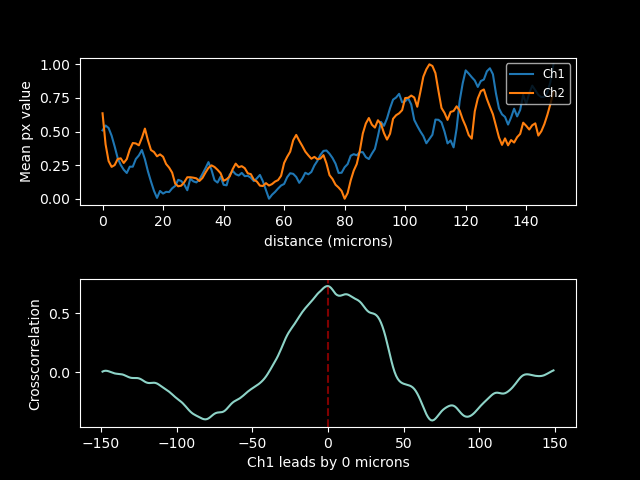 1.00
0.75
0.50
0.25
0.00
Mean px value
Ch1
Ch2
0 20 40 60 80 100 120 140
distance (microns)
0.5
0.0
Crosscorrelation
−150 −100 −50 0 50 100 150
Ch1 leads by 0 microns